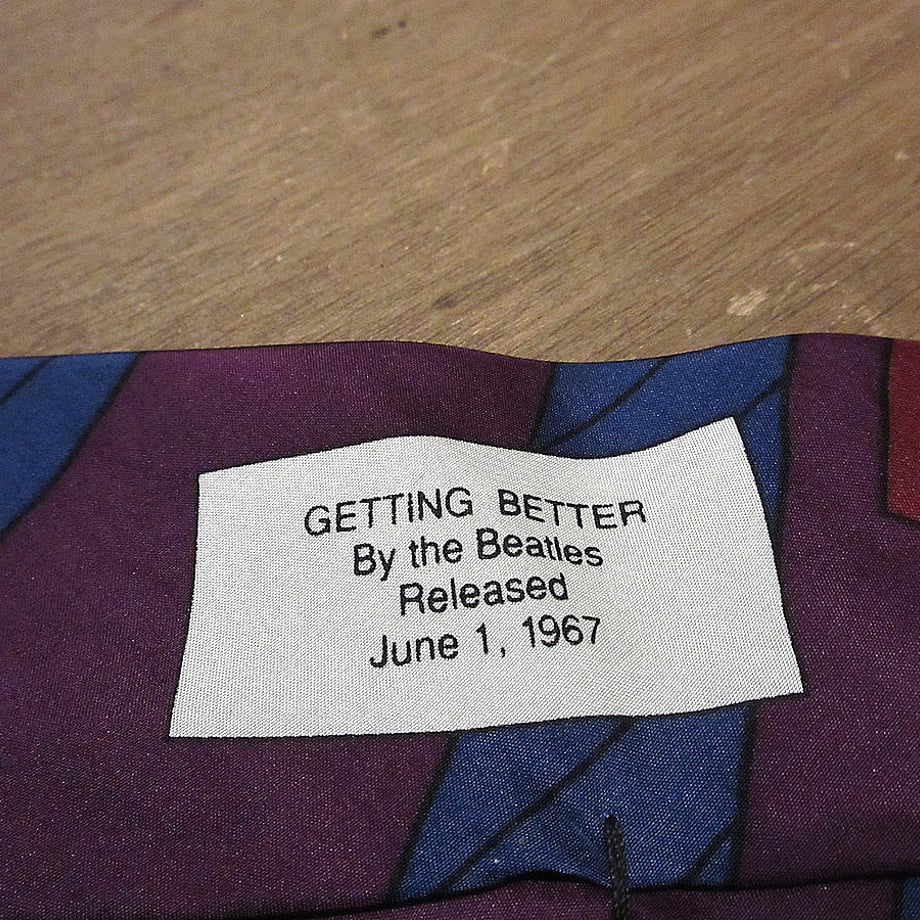 GETTING BETTER
By the Beatles
Released
June 1, 1967